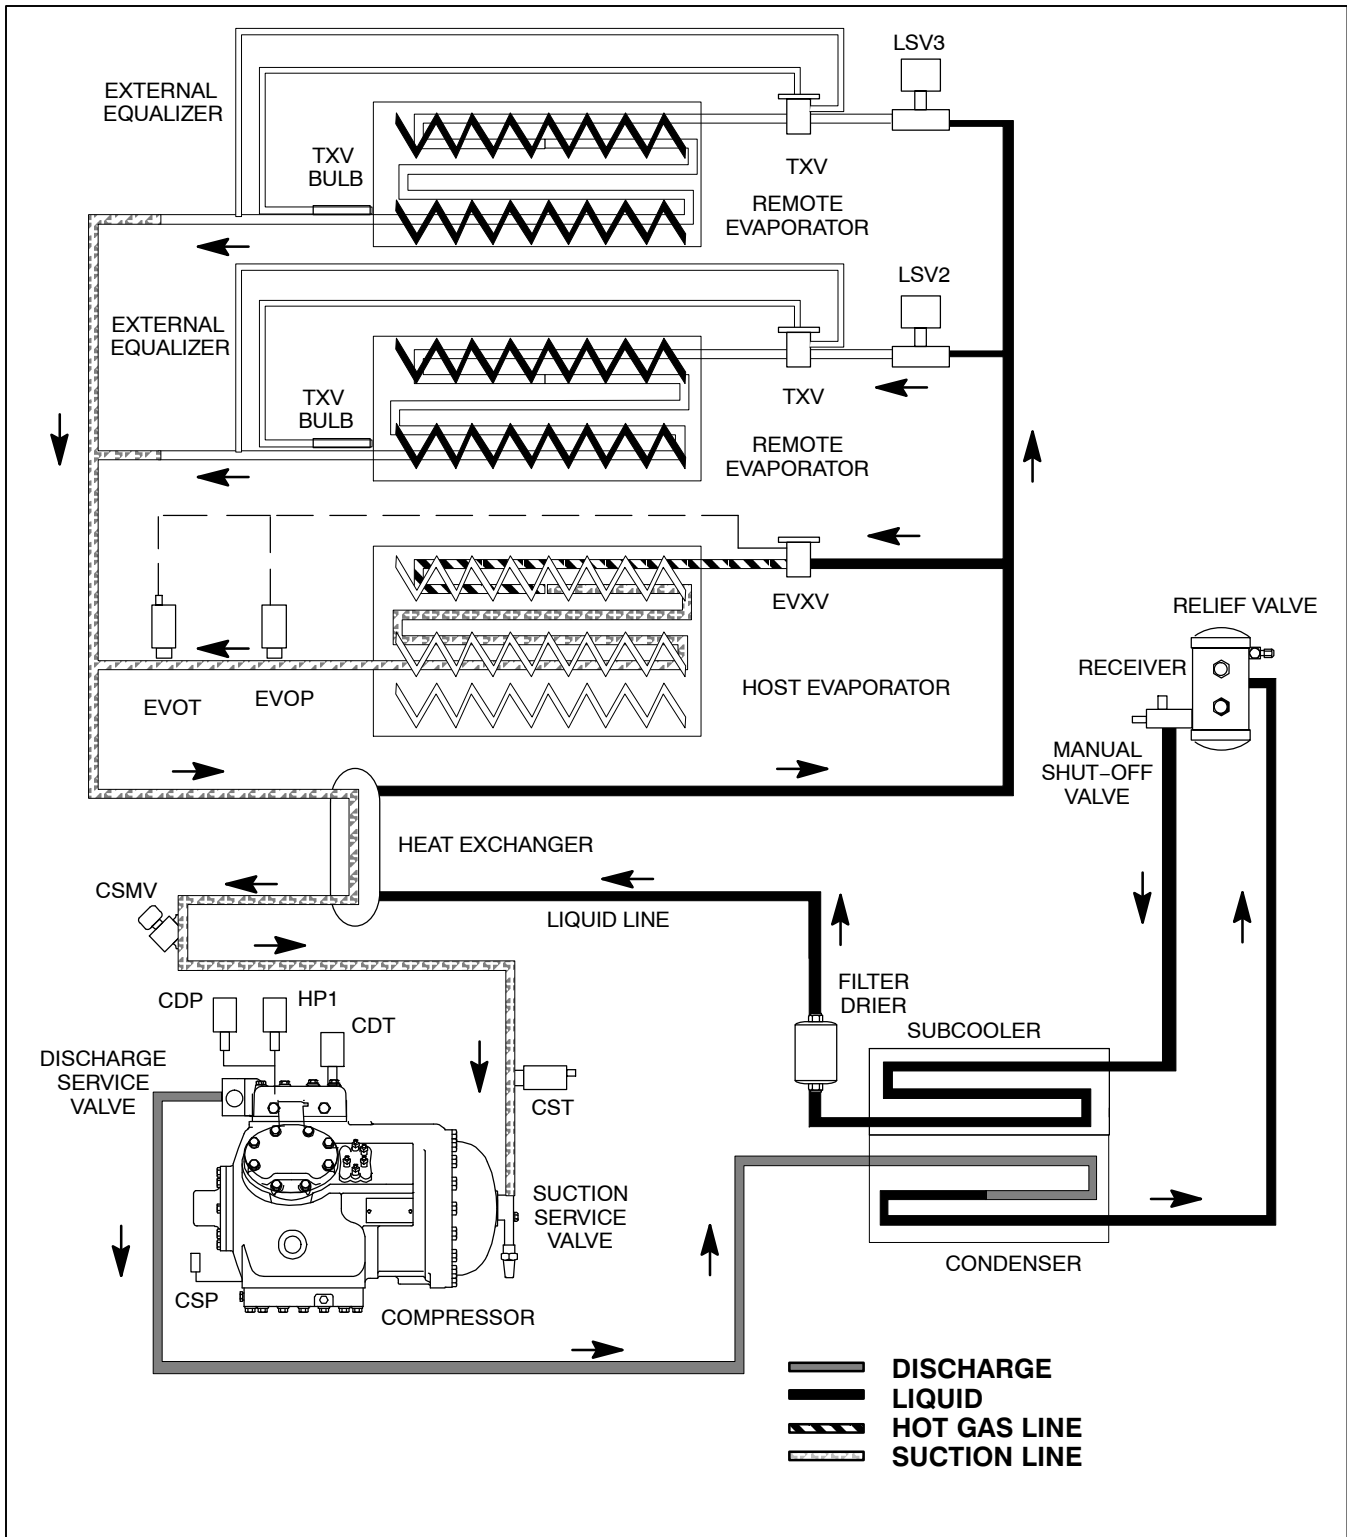 LSV3
EXTERNAL
EQUALIZER
TXV
BULB
TXV
REMOTE
EVAPORATOR
LSV2
EXTERNAL
EQUALIZER
TXV
BULB
TXV
REMOTE
EVAPORATOR
EVXV
RELIEF VALVE
RECEIVER
EVOT
EVOP
HOST EVAPORATOR
MANUAL
SHUT–OFF
VALVE
HEAT EXCHANGER
CSMV
LIQUID LINE
FILTER
DRIER
CDP
HP1
CDT
SUBCOOLER
DISCHARGE
SERVICE
VALVE
CST
SUCTION
SERVICE
VALVE
CONDENSER
CSP
COMPRESSOR
DISCHARGE
LIQUID
HOT GAS LINE
SUCTION LINE